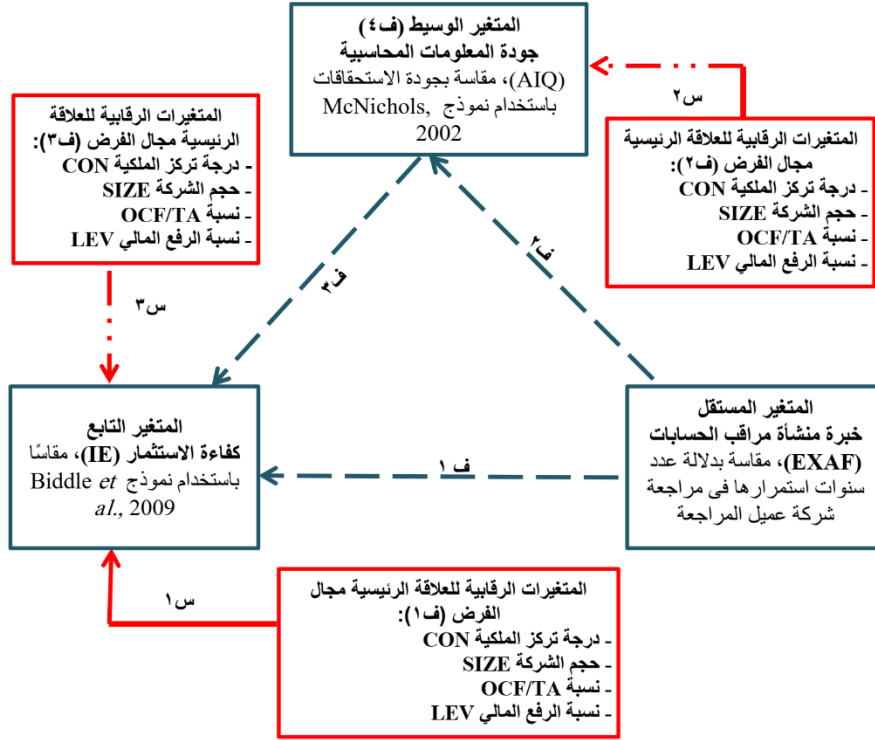 المتغير الوسيط (ف٤)
جودة المعلومات المحاسبية
(AIQ)، مقاسة بجودة الاستحقاقات
باستخدام نموذج McNichols,
2002
س٢
المتغيرات الرقابية للعلاقة الرئيسية
مجال الفرض (ف٢):
- درجة تركز الملكية CON
- حجم الشركة SIZE
- نسبة OCF/TA
- نسبة الرفع المالي LEV
المتغيرات الرقابية للعلاقة
الرئيسية مجال الفرض (ف٣):
- درجة تركز الملكية CON
- حجم الشركة SIZE
- نسبة OCF/TA
- نسبة الرفع المالي LEV
ف٢
ف٣
س٣
المتغير المستقل
خبرة منشأة مراقب الحسابات
(EXAF)، مقاسة بدلالة عدد
سنوات استمرارها فى مراجعة
شركة عميل المراجعة
ف ١
المتغير التابع
كفاءة الاستثمار (IE)، مقاسًا
باستخدام نموذج Biddle et
al., 2009
س١
المتغيرات الرقابية للعلاقة الرئيسية مجال
الفرض (ف١):
- درجة تركز الملكية CON
- حجم الشركة SIZE
- نسبة OCF/TA
- نسبة الرفع المالي LEV